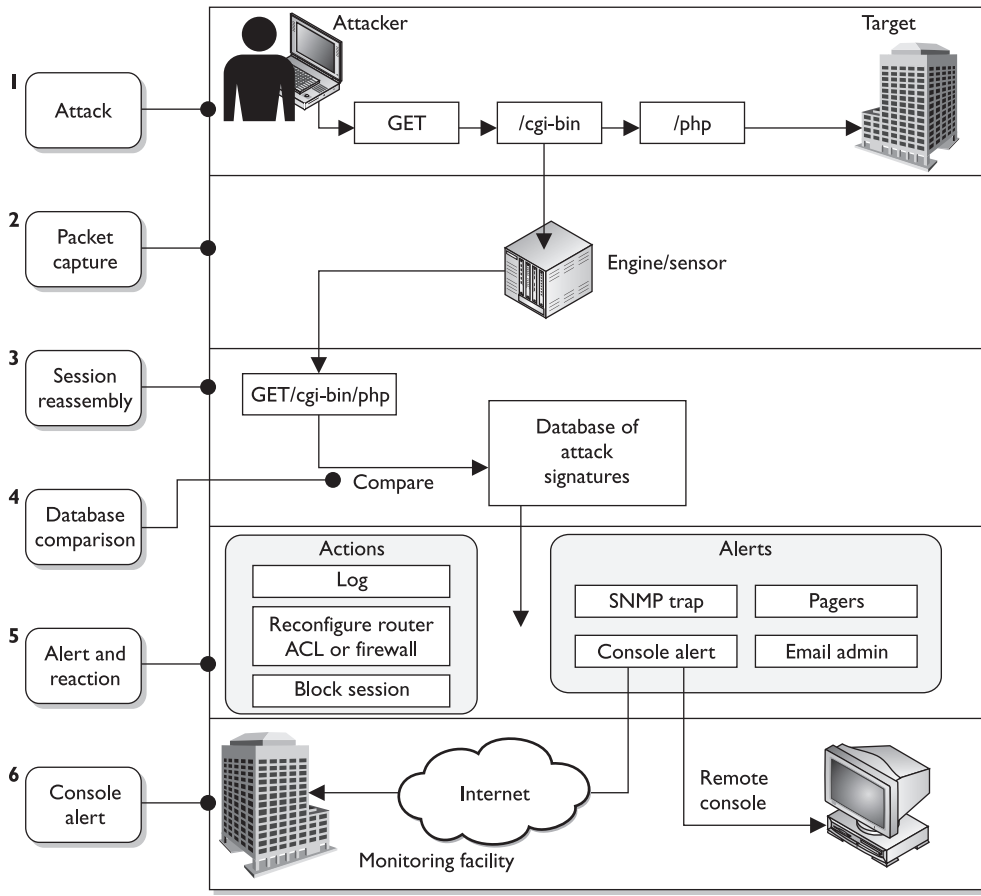 Attacker
Target
1
Attack
GET
/cgi-bin
/php
2
Packet
capture
Engine/sensor
3
Session
reassembly
GET/cgi-bin/php
Database of
attack
signatures
Compare
4
Database
comparison
Actions
Log
Reconfigure router
ACL or firewall
Block session
Alerts
SNMP trap
Pagers
Console alert
Email admin
5
Alert and
reaction
6
Console
alert
Internet
Monitoring facility
Remote
console